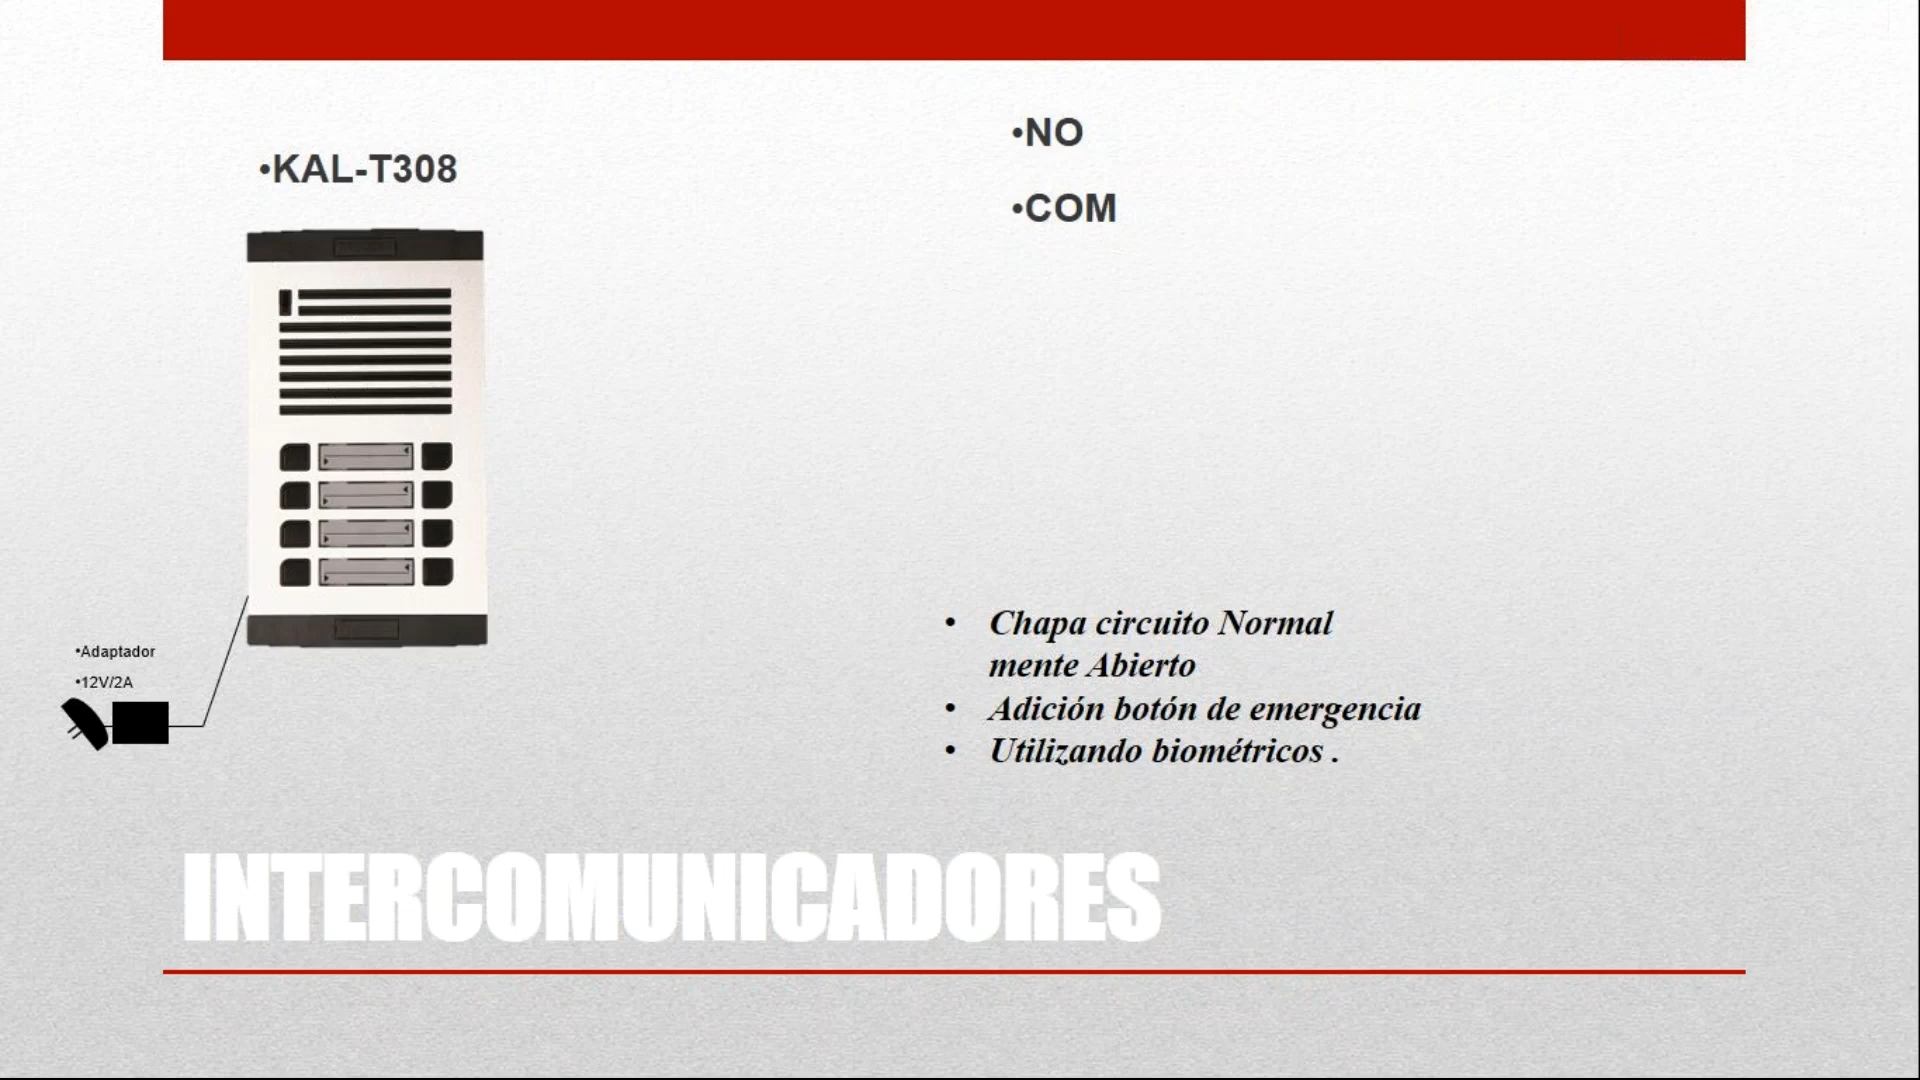 •NO
•KAL-T308
•COM
•Adaptador
•12V/2A
• Chapa circuito Normal
mente Abierto
• Adición botón de emergencia
• Utilizando biométricos .
INTERCOMUNICADORES